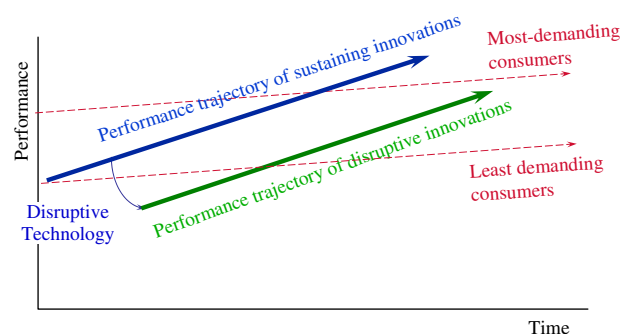 Performance trajectory of sustaining innovations
Most-demanding
consumers
Performance
Performance trajectory of disruptive innovations
Least demanding
consumers
Disruptive
Technology
Time